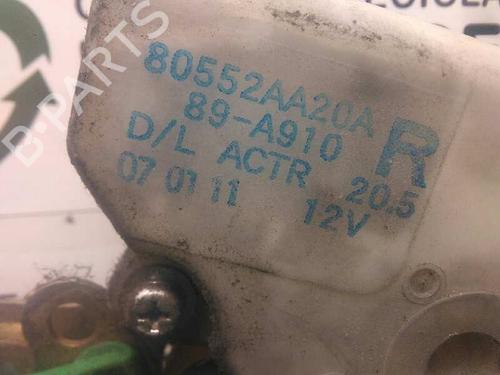 B-PARTS
80552AA20A
89-A910
R
D/L ACTR 20.5
07 01 11 12V